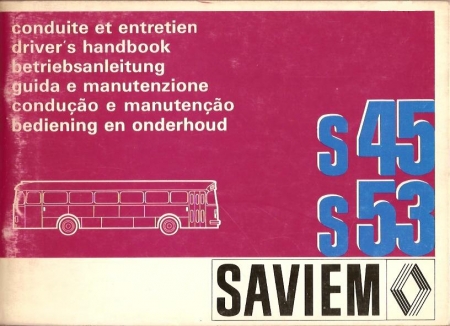 conduite et entretien
driver's handbook
betriebsanleitung
guida e manutenzione
condução e manutenção
bediening en onderhoud
S 45
S 53
SAVIEM